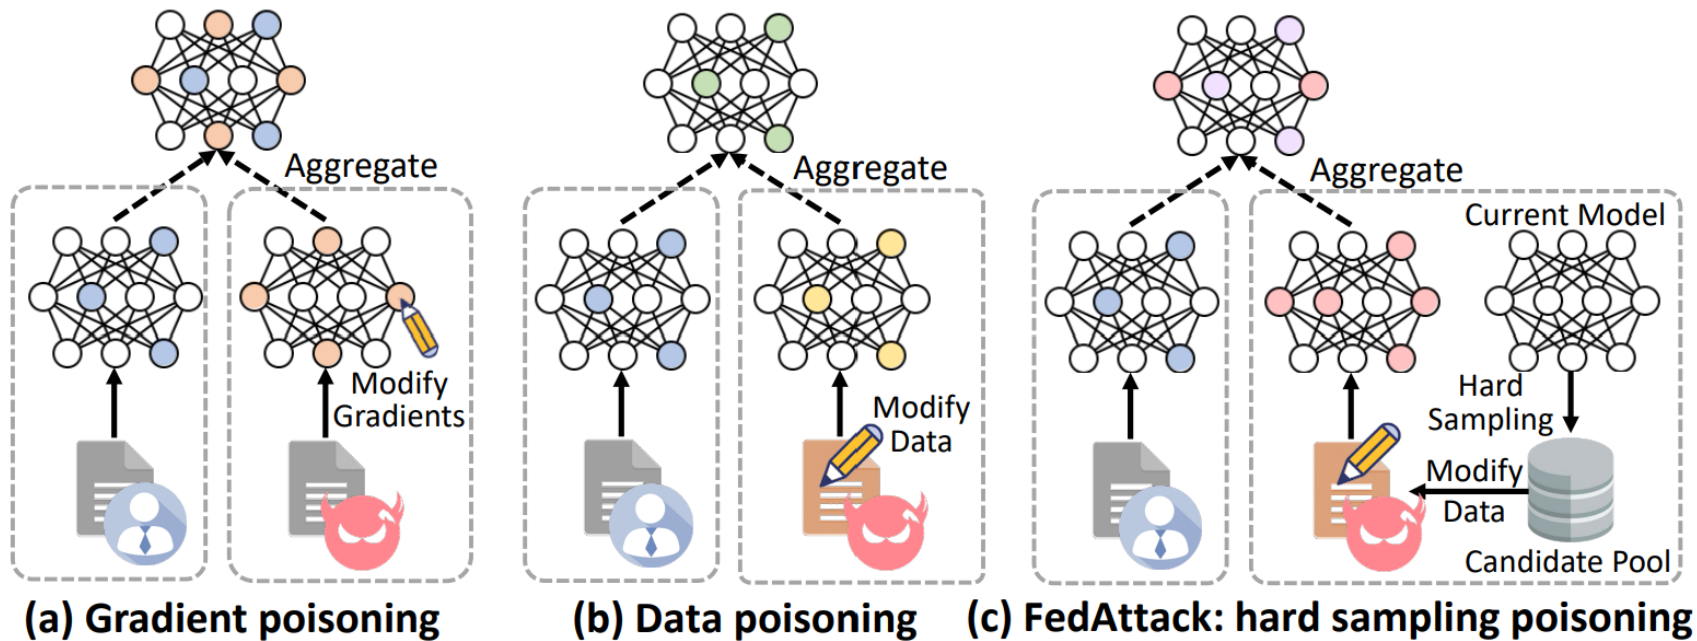 Aggregate
Modify
Gradients
(a) Gradient poisoning
Aggregate
Modify
Data
(b) Data poisoning
Aggregate
Current Model
Hard
Sampling
Modify
Data
Candidate Pool
(c) FedAttack: hard sampling poisoning